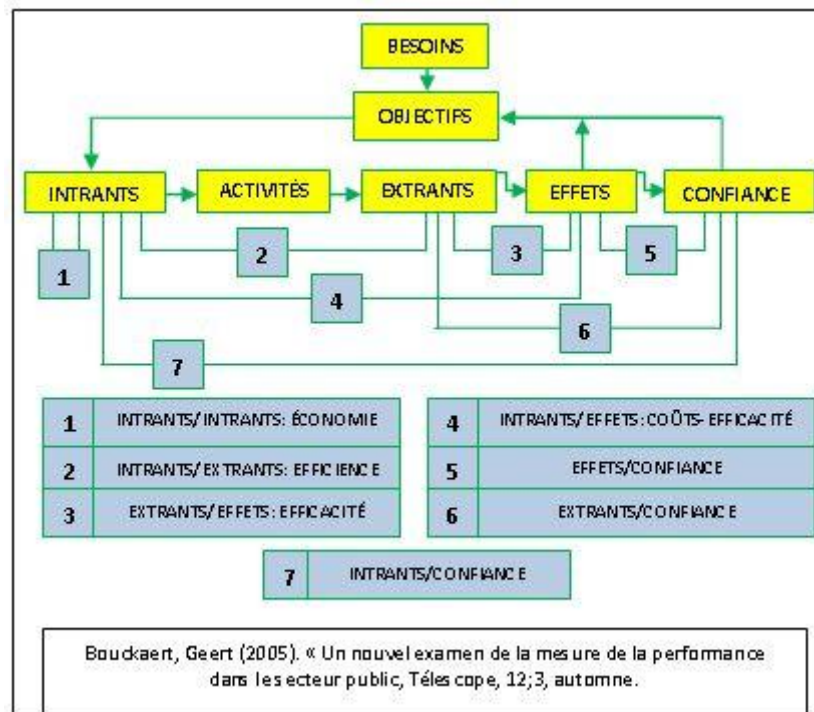 BESOINS
OBJECTIFS
INTRANTS
ACTIVITÉS
EXTRANTS
EFFETS
CONFIANCE
1
2
3
5
4
6
7
1 INTRANTS/INTRANTS: ÉCONOMIE
2 INTRANTS/EXTRANTS: EFFICIENCE
3 EXTRANTS/EFFETS: EFFICACITÉ
4 INTRANTS/EFFETS: COÛTS-EFFICACITÉ
5 EFFETS/CONFIANCE
6 EXTRANTS/CONFIANCE
7 INTRANTS/CONFIANCE
Bouckaert, Geert (2005). « Un nouvel examen de la mesure de la performance
dans le secteur public, Télescope, 12;3, automne.